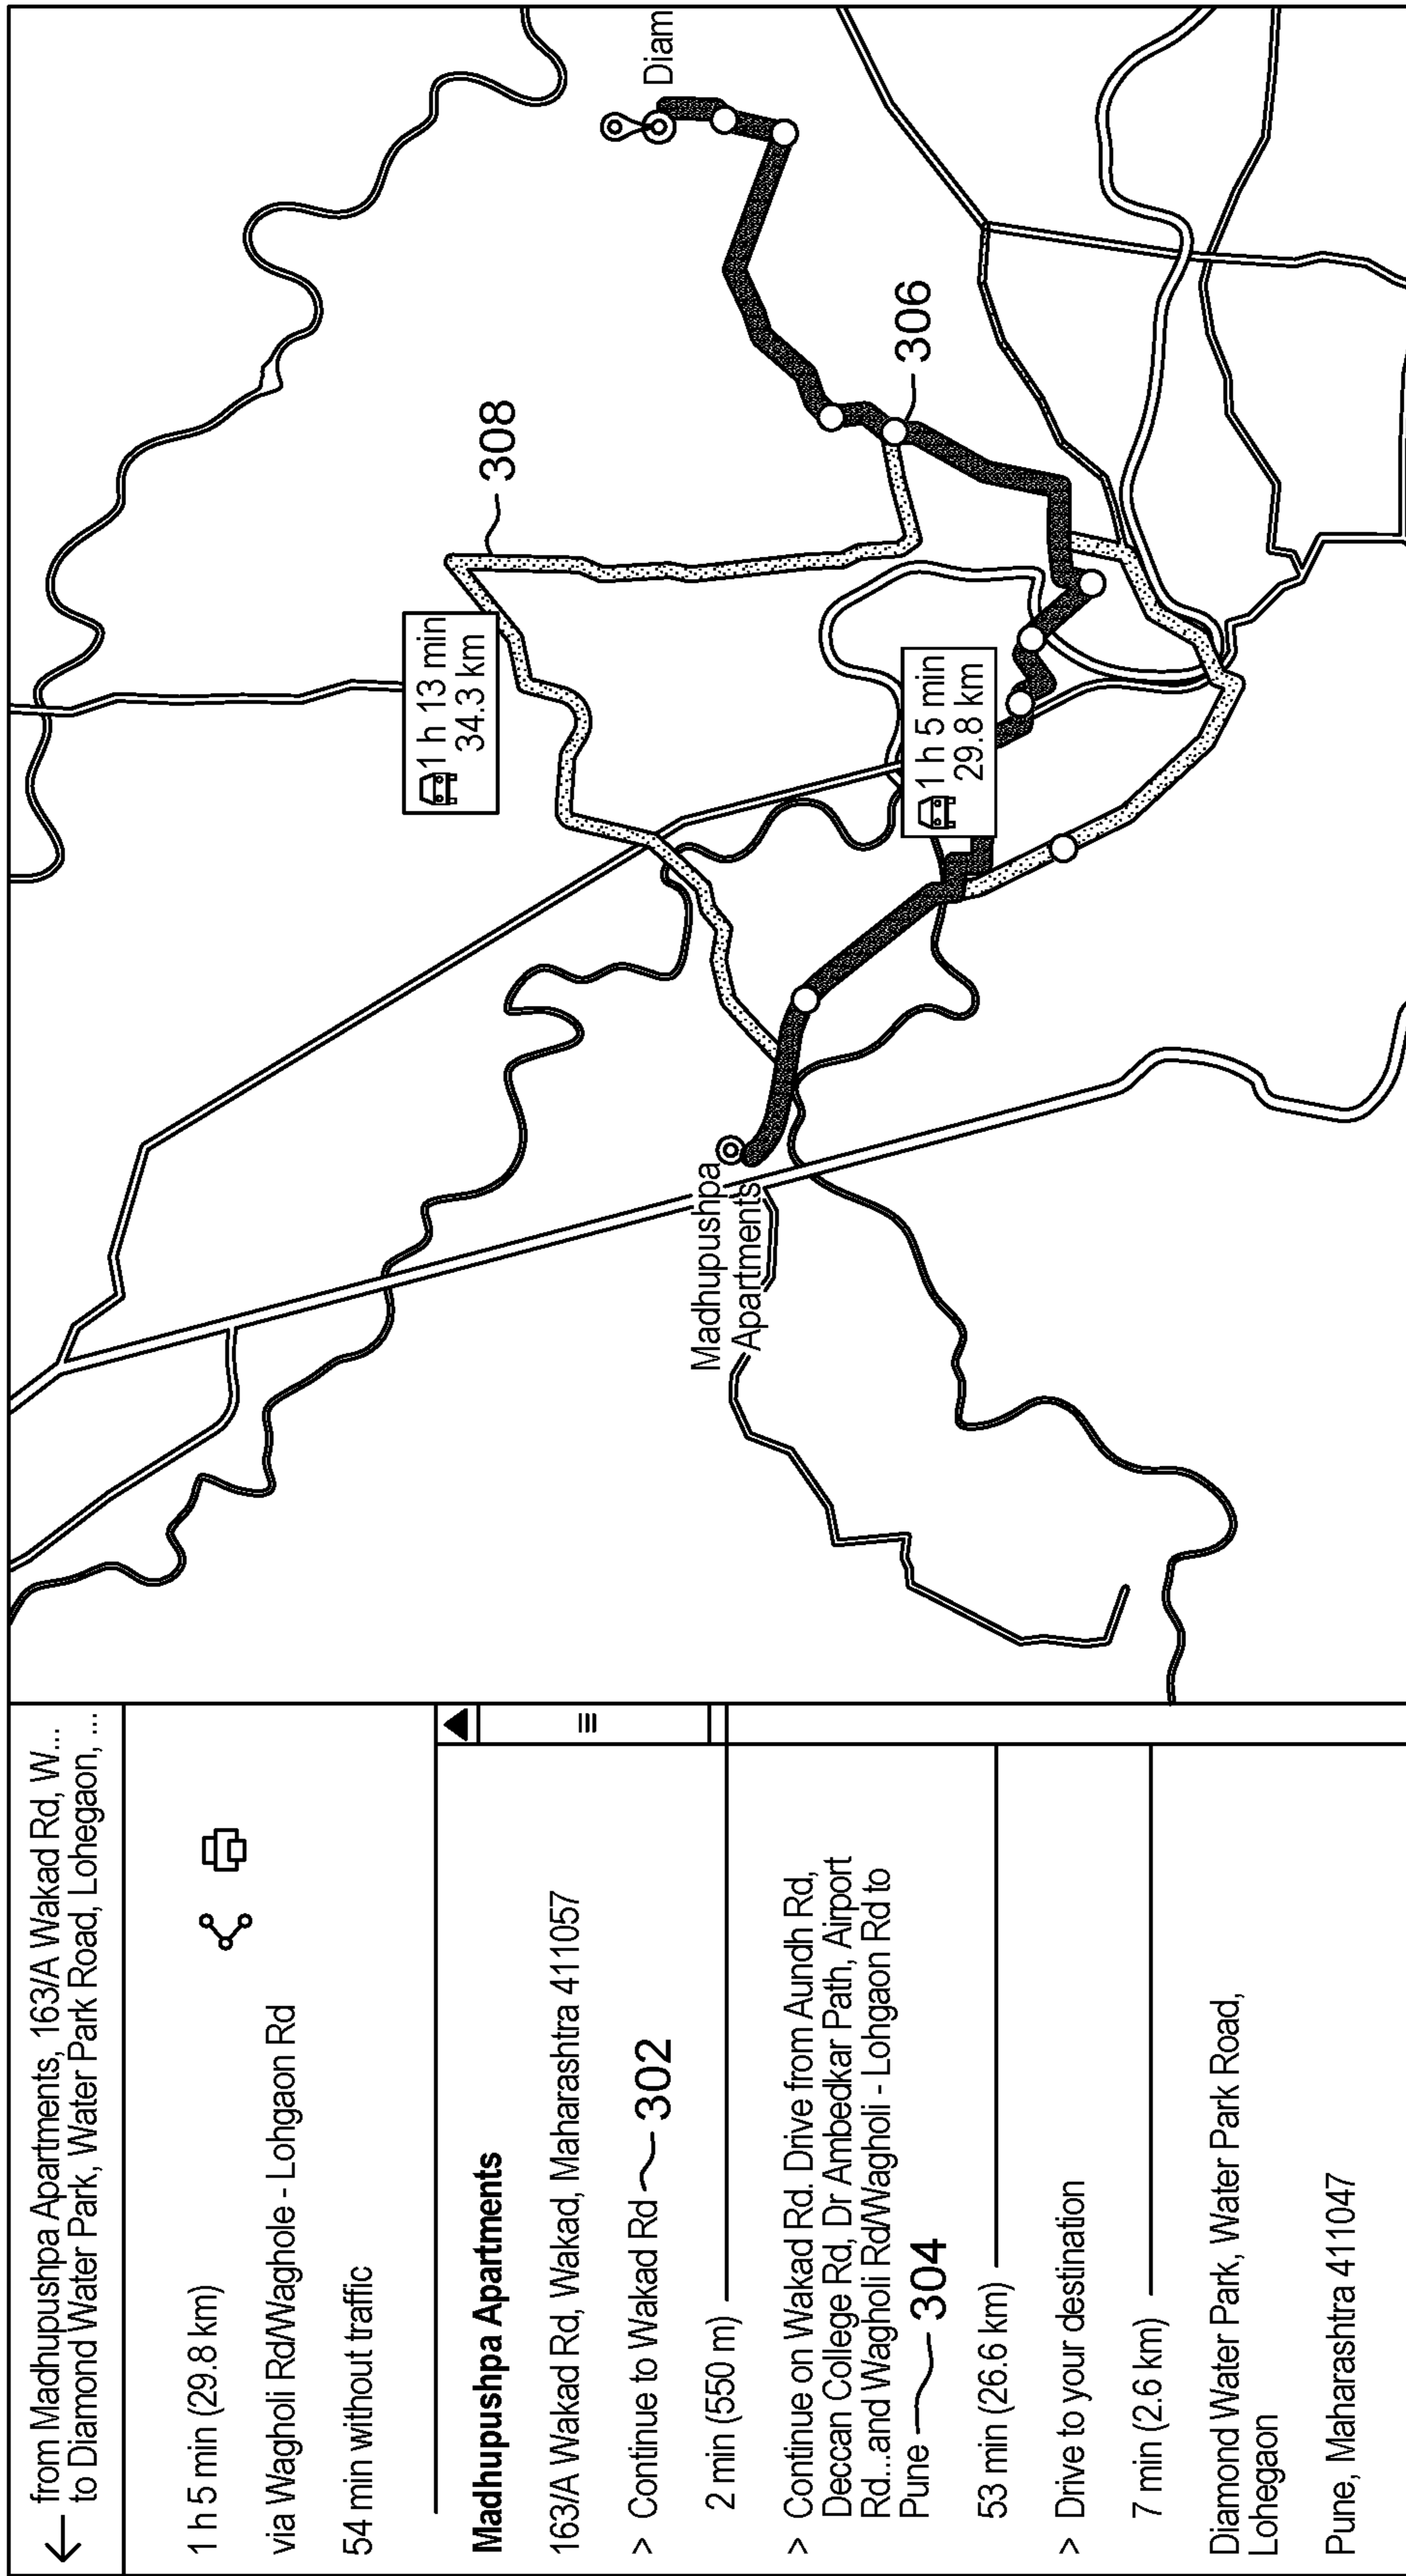 ← from Madhupushpa Apartments, 163/A Wakad Rd, W...
to Diamond Water Park, Water Park Road, Lohegaon, ...
1 h 5 min (29.8 km)
via Wagholi Rd/Waghole - Lohgaon Rd
54 min without traffic
Madhupushpa Apartments
163/A Wakad Rd, Wakad, Maharashtra 411057
> Continue to Wakad Rd 302
2 min (550 m)
> Continue on Wakad Rd. Drive from Aundh Rd,
Deccan College Rd, Dr Ambedkar Path, Airport
Rd...and Wagholi Rd/Wagholi - Lohgaon Rd to
Pune 304
53 min (26.6 km)
> Drive to your destination
7 min (2.6 km)
Diamond Water Park, Water Park Road,
Lohegaon
Pune, Maharashtra 411047
Madhupushpa
Apartments
1 h 13 min
34.3 km
308
1 h 5 min
29.8 km
306
Diam